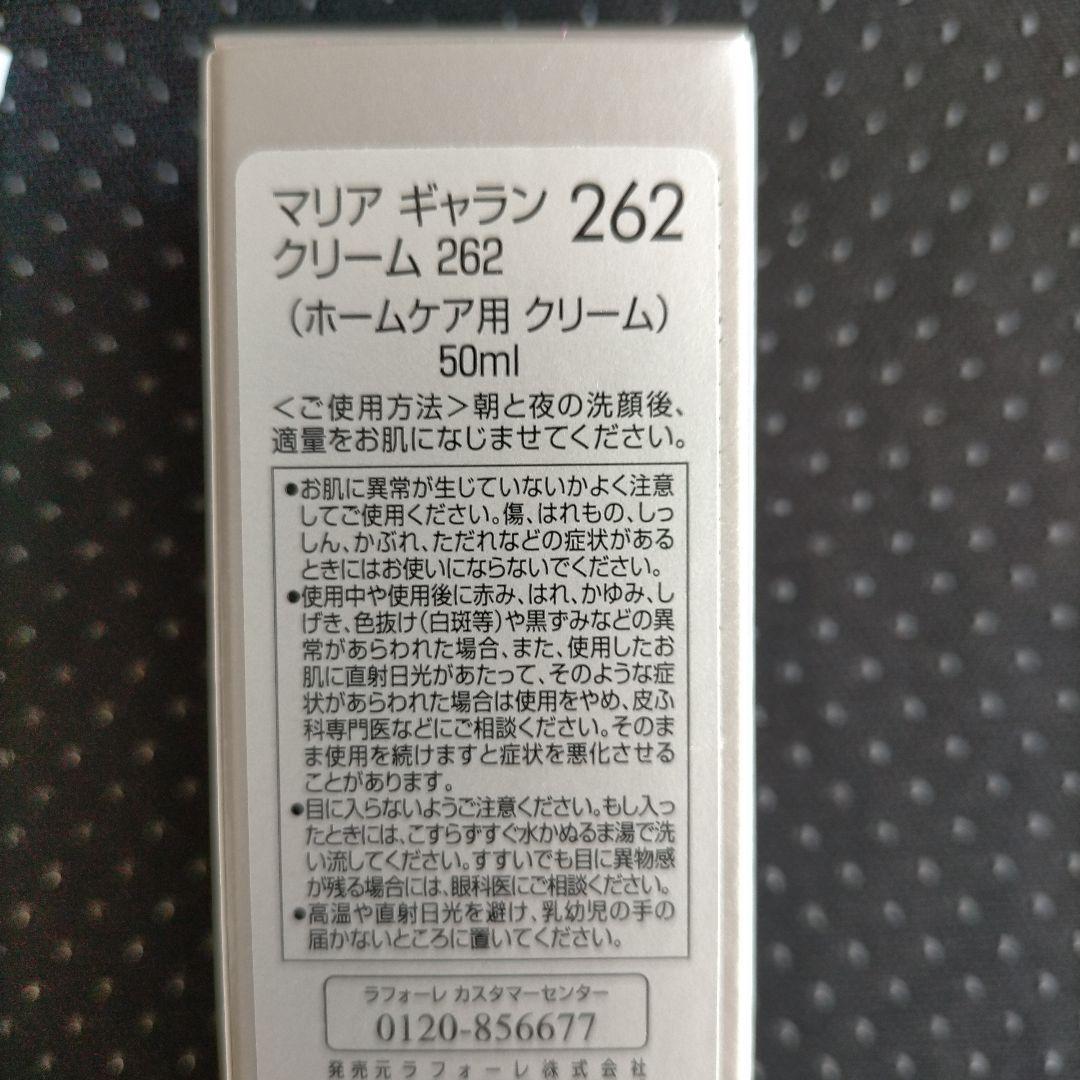 マリア ギャラン 262
クリーム 262
（ホームケア用 クリーム）
50ml
＜ご使用方法＞朝と夜の洗顔後、
適量をお肌になじませてください。
●お肌に異常が生じていないかよく注意
してご使用ください。傷、はれもの、しっ
しん、かぶれ、ただれなどの症状がある
ときにはお使いにならないでください。
●使用中や使用後に赤み、はれ、かゆみ、し
げき、色抜け（白斑等）や黒ずみなどの異
常があらわれた場合、また、使用したお
肌に直射日光があたって、そのような症
状があらわれた場合は使用をやめ、皮ふ
科専門医などにご相談ください。そのま
ま使用を続けますと症状を悪化させる
ことがあります。
●目に入らないようご注意ください。もし入っ
たときには、こすらずすぐ水かぬるま湯で洗
い流してください。すすいでも目に異物感
が残る場合には、眼科医にご相談ください。
●高温や直射日光を避け、乳幼児の手の
届かないところに置いてください。
ラフォーレ カスタマーセンター
0120-856677
発売元ラフォーレ株式会社